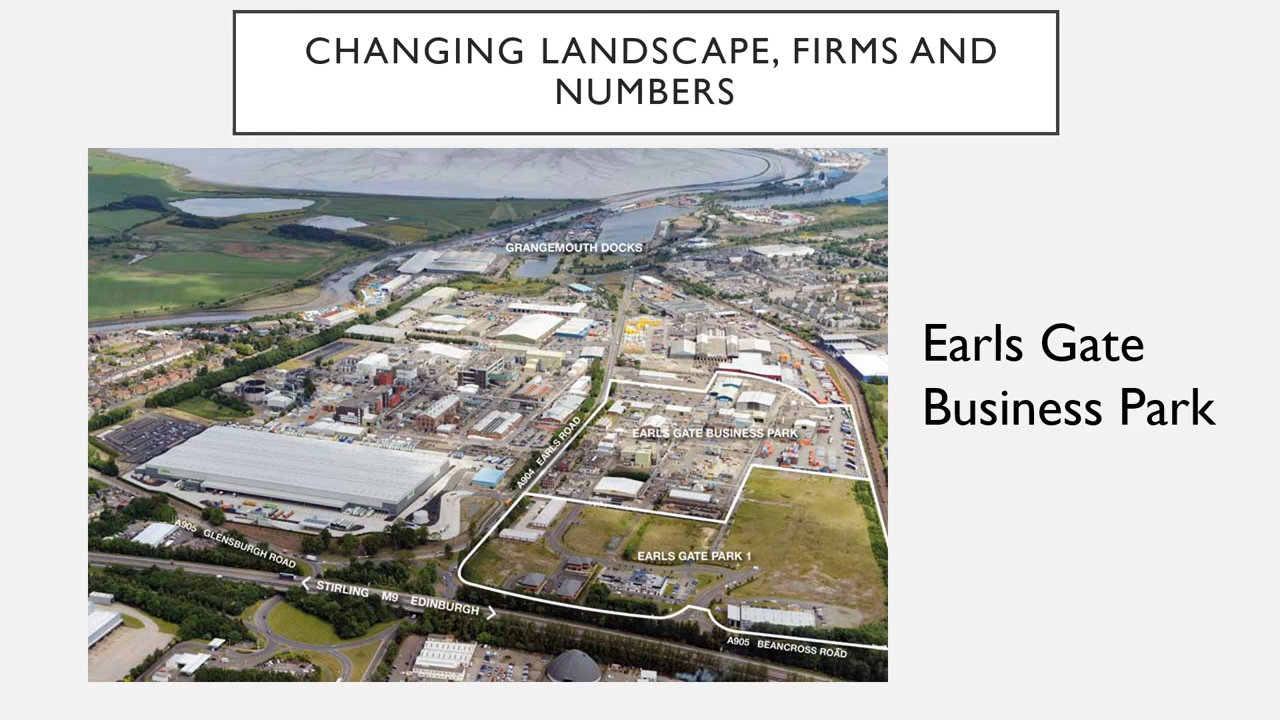 CHANGING LANDSCAPE, FIRMS AND
NUMBERS
GRANGEMOUTH DOCKS
Earls Gate
Business Park
EARLS GATE BUSINESS PARK
A904 EARLS ROAD
A905 GLENSBURGH ROAD
EARLS GATE PARK 1
< STIRLING M9 EDINBURGH >
A905 BEANCROSS ROAD